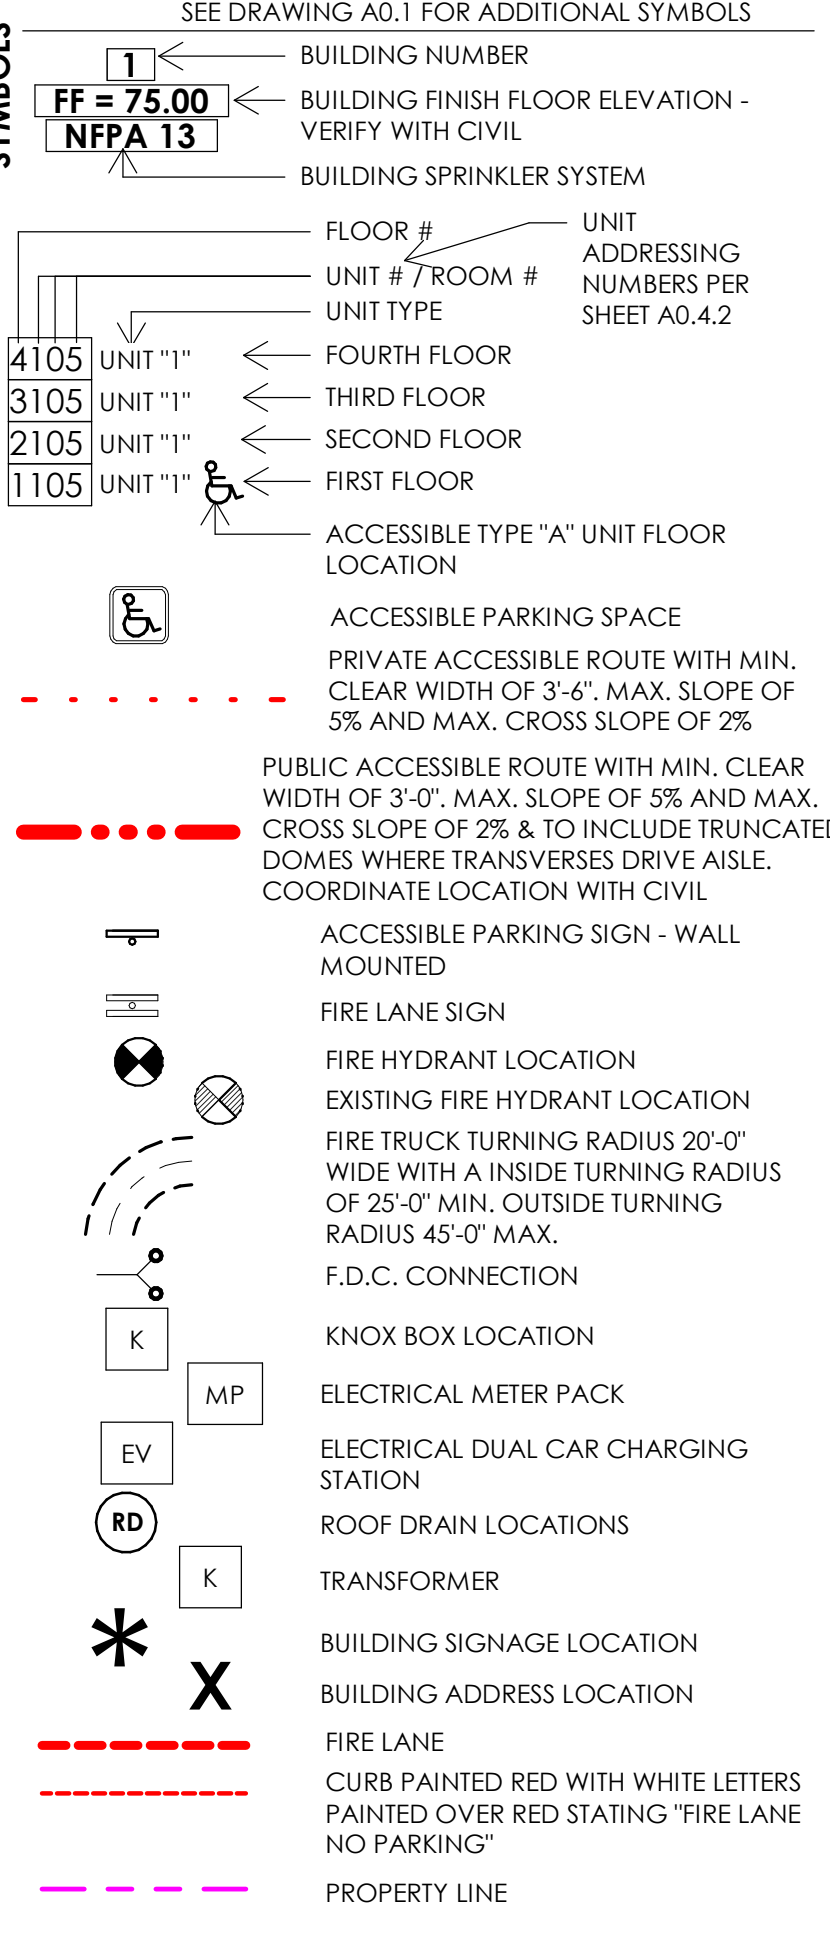 SEE DRAWING A0.1 FOR ADDITIONAL SYMBOLS
SYMBOLS
1
BUILDING NUMBER
FF = 75.00
BUILDING FINISH FLOOR ELEVATION -
VERIFY WITH CIVIL
NFPA 13
BUILDING SPRINKLER SYSTEM
FLOOR #
UNIT # / ROOM #
UNIT
ADDRESSING
NUMBERS PER
SHEET A0.4.2
UNIT TYPE
4105 UNIT "1" FOURTH FLOOR
3105 UNIT "1" THIRD FLOOR
2105 UNIT "1" SECOND FLOOR
1105 UNIT "1" FIRST FLOOR
ACCESSIBLE TYPE "A" UNIT FLOOR
LOCATION
ACCESSIBLE PARKING SPACE
PRIVATE ACCESSIBLE ROUTE WITH MIN.
CLEAR WIDTH OF 3'-6". MAX. SLOPE OF
5% AND MAX. CROSS SLOPE OF 2%
PUBLIC ACCESSIBLE ROUTE WITH MIN. CLEAR
WIDTH OF 3'-0". MAX. SLOPE OF 5% AND MAX.
CROSS SLOPE OF 2% & TO INCLUDE TRUNCATED
DOMES WHERE TRANSVERSES DRIVE AISLE.
COORDINATE LOCATION WITH CIVIL
ACCESSIBLE PARKING SIGN - WALL
MOUNTED
FIRE LANE SIGN
FIRE HYDRANT LOCATION
EXISTING FIRE HYDRANT LOCATION
FIRE TRUCK TURNING RADIUS 20'-0"
WIDE WITH A INSIDE TURNING RADIUS
OF 25'-0" MIN. OUTSIDE TURNING
RADIUS 45'-0" MAX.
F.D.C. CONNECTION
K KNOX BOX LOCATION
MP ELECTRICAL METER PACK
EV ELECTRICAL DUAL CAR CHARGING
STATION
RD ROOF DRAIN LOCATIONS
K TRANSFORMER
* BUILDING SIGNAGE LOCATION
X BUILDING ADDRESS LOCATION
FIRE LANE
CURB PAINTED RED WITH WHITE LETTERS
PAINTED OVER RED STATING "FIRE LANE
NO PARKING"
PROPERTY LINE